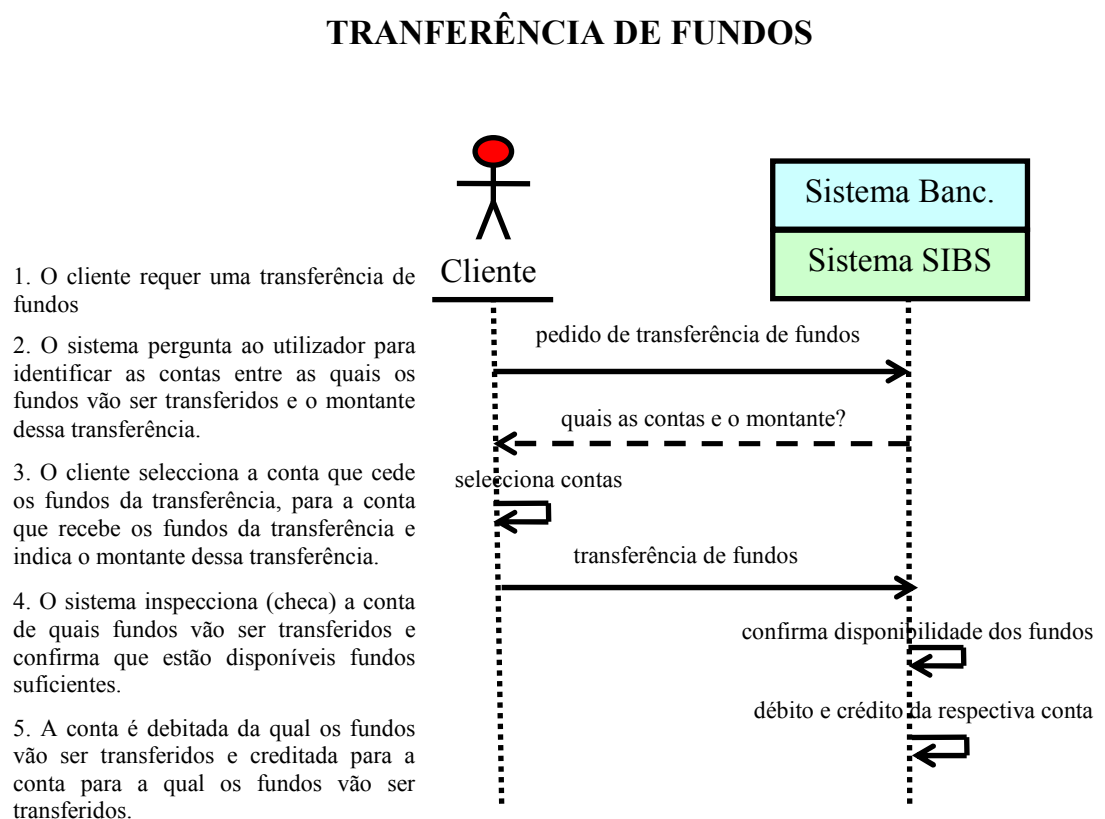 TRANFERÊNCIA DE FUNDOS
Sistema Banc.
Sistema SIBS
Cliente
1. O cliente requer uma transferência de
fundos
2. O sistema pergunta ao utilizador para
identificar as contas entre as quais os
fundos vão ser transferidos e o montante
dessa transferência.
3. O cliente selecciona a conta que cede
os fundos da transferência, para a conta
que recebe os fundos da transferência e
indica o montante dessa transferência.
4. O sistema inspecciona (checa) a conta
de quais fundos vão ser transferidos e
confirma que estão disponíveis fundos
suficientes.
5. A conta é debitada da qual os fundos
vão ser transferidos e creditada para a
conta para a qual os fundos vão ser
transferidos.
pedido de transferência de fundos
quais as contas e o montante?
selecciona contas
transferência de fundos
confirma disponibilidade dos fundos
débito e crédito da respectiva conta